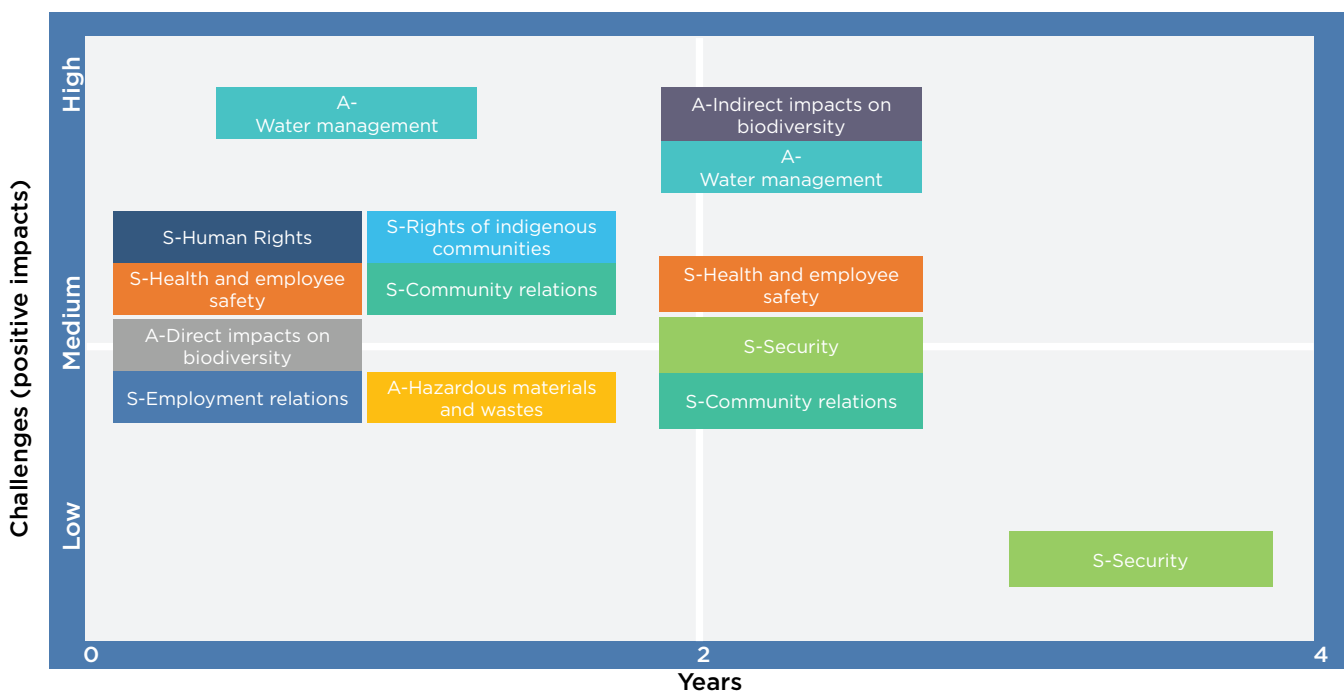 Challenges (positive impacts)
High
Medium
Low
A-
Water management
A-Indirect impacts on
biodiversity
A-
Water management
S-Human Rights
S-Rights of indigenous
communities
S-Health and employee
safety
S-Community relations
S-Health and employee
safety
A-Direct impacts on
biodiversity
S-Security
S-Employment relations
A-Hazardous materials
and wastes
S-Community relations
S-Security
0
2
4
Years